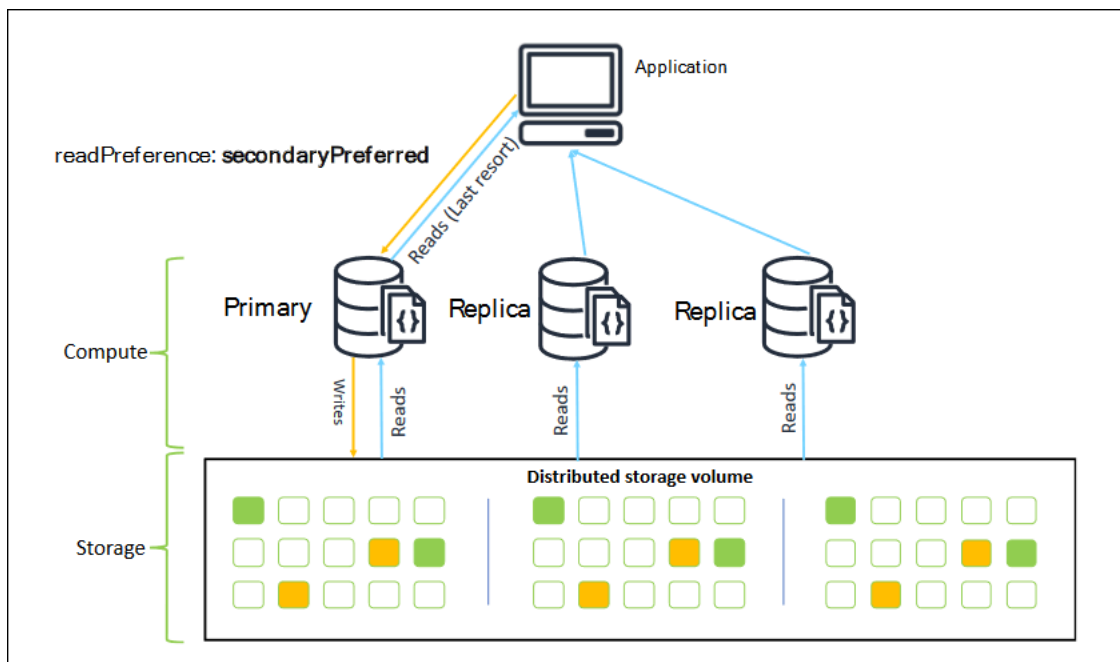 Application
readPreference: secondaryPreferred
Reads (Last resort)
Primary
Replica
Replica
Compute
Writes
Reads
Reads
Reads
Distributed storage volume
Storage